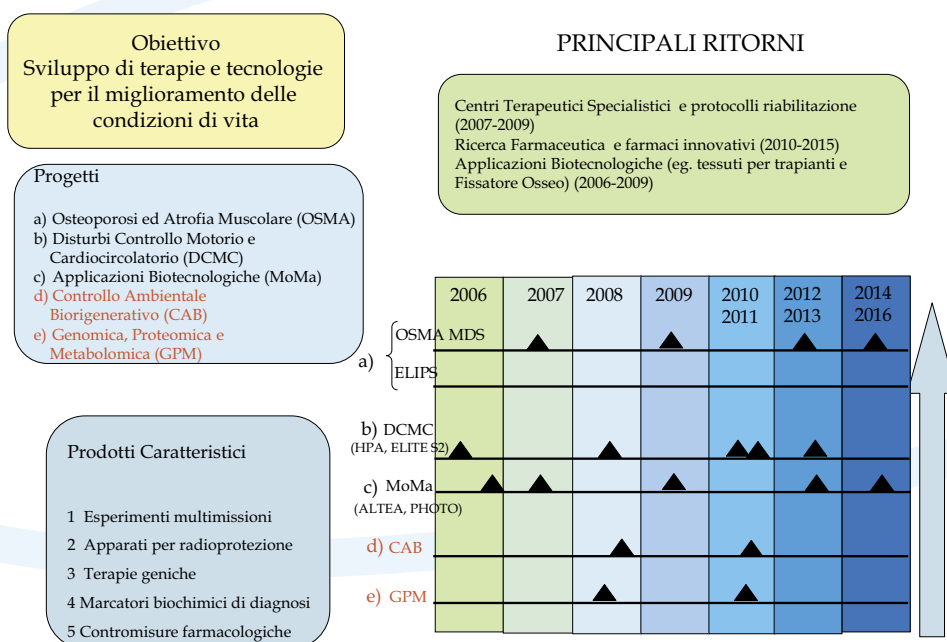 Obiettivo
Sviluppo di terapie e tecnologie
per il miglioramento delle
condizioni di vita
PRINCIPALI RITORNI
Centri Terapeutici Specialistici e protocolli riabilitazione
(2007-2009)
Ricerca Farmaceutica e farmaci innovativi (2010-2015)
Applicazioni Biotecnologiche (eg. tessuti per trapianti e
Fissatore Osseo) (2006-2009)
Progetti
a) Osteoporosi ed Atrofia Muscolare (OSMA)
b) Disturbi Controllo Motorio e
Cardiocircolatorio (DCMC)
c) Applicazioni Biotecnologiche (MoMa)
d) Controllo Ambientale
Biorigenerativo (CAB)
e) Genomica, Proteomica e
Metabolomica (GPM)
Prodotti Caratteristici
1 Esperimenti multimissioni
2 Apparati per radioprotezione
3 Terapie geniche
4 Marcatori biochimici di diagnosi
5 Contromisure farmacologiche
2006 2007 2008 2009 2010 2012 2014
2011 2013 2016
OSMA MDS
a)
ELIPS
b) DCMC
(HPA, ELITE S2)
c) MoMa
(ALTEA, PHOTO)
d) CAB
e) GPM